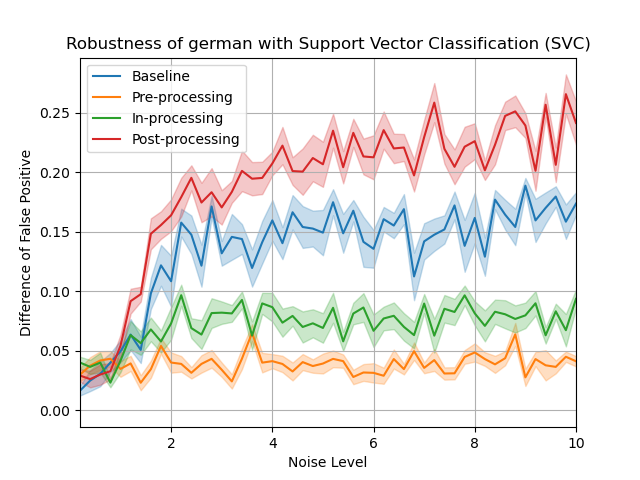 Robustness of german with Support Vector Classification (SVC)
Baseline
Pre-processing
In-processing
Post-processing
Difference of False Positive
0.25
0.20
0.15
0.10
0.05
0.00
2
4
6
8
10
Noise Level